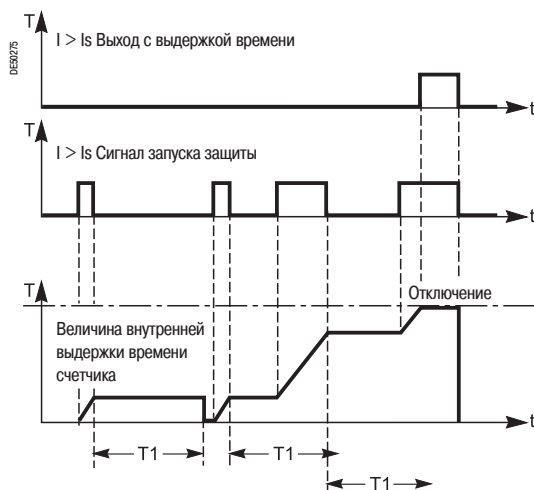 DE50275
T
I > Is Выход с выдержкой времени
t
T
I > Is Сигнал запуска защиты
t
T
Отключение
Величина внутренней
выдержки времени
счетчика
t
T1
T1
T1